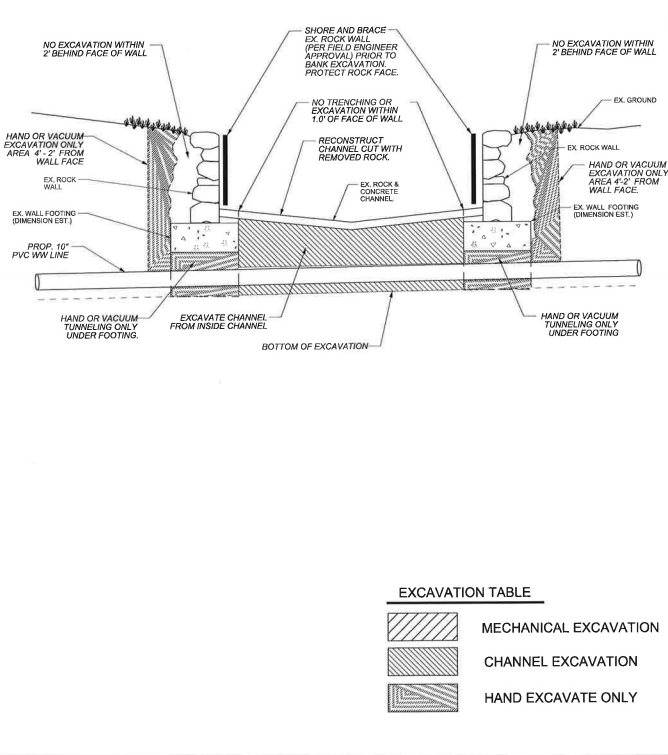 SHORE AND BRACE
EX. ROCK WALL
(PER FIELD ENGINEER
APPROVAL) PRIOR TO
BANK EXCAVATION.
PROTECT ROCK FACE.
NO EXCAVATION WITHIN
2' BEHIND FACE OF WALL
NO EXCAVATION WITHIN
2' BEHIND FACE OF WALL
NO TRENCHING OR
EXCAVATION WITHIN
1.0' OF FACE OF WALL
EX. GROUND
HAND OR VACUUM
EXCAVATION ONLY
AREA 4' - 2' FROM
WALL FACE
RECONSTRUCT
CHANNEL CUT WITH
REMOVED ROCK.
EX. ROCK WALL
HAND OR VACUUM
EXCAVATION ONLY
AREA 4'-2' FROM
WALL FACE.
EX. ROCK
WALL
EX. ROCK &
CONCRETE
CHANNEL
EX. WALL FOOTING
(DIMENSION EST.)
EX. WALL FOOTING
(DIMENSION EST.)
PROP. 10"
PVC WW LINE
HAND OR VACUUM
TUNNELING ONLY
UNDER FOOTING.
EXCAVATE CHANNEL
FROM INSIDE CHANNEL
HAND OR VACUUM
TUNNELING ONLY
UNDER FOOTING
BOTTOM OF EXCAVATION
EXCAVATION TABLE
MECHANICAL EXCAVATION
CHANNEL EXCAVATION
HAND EXCAVATE ONLY